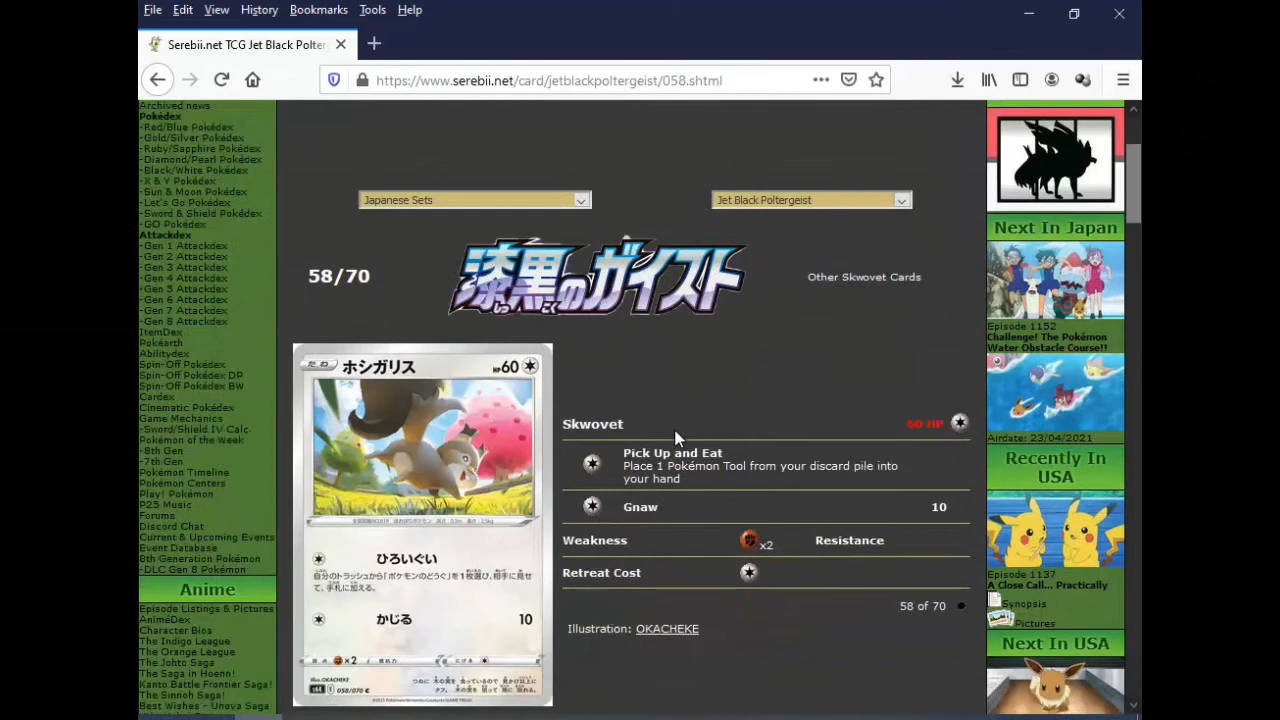 File Edit View History Bookmarks Tools Help
Serebii.net TCG Jet Black Polter
https://www.serebii.net/card/jetblackpoltergeist/058.shtml
Archived news
Pokédex
-Red/Blue Pokédex
-Gold/Silver Pokédex
-Ruby/Sapphire Pokédex
-Diamond/Pearl Pokédex
-Black/White Pokédex
-X & Y Pokédex
-Sun & Moon Pokédex
-Let's Go Pokédex
-Sword & Shield Pokédex
-GO Pokédex
Attackdex
-Gen 1 Attackdex
-Gen 2 Attackdex
-Gen 3 Attackdex
-Gen 4 Attackdex
-Gen 5 Attackdex
-Gen 6 Attackdex
-Gen 7 Attackdex
-Gen 8 Attackdex
ItemDex
Pokéarth
Abilitydex
Spin-Off Pokédex
Spin-Off Pokédex DP
Spin-Off Pokédex BW
Cardex
Cinematic Pokédex
Game Mechanics
-Sword/Shield IV Calc.
Pokémon of the Week
-8th Gen
-7th Gen
Pokémon Timeline
Pokémon Centers
Play! Pokémon
P25 Music
Forums
Discord Chat
Current & Upcoming Events
Event Database
8th Generation Pokémon
-DLC Gen 8 Pokémon
Anime
Episode Listings & Pictures
AniméDex
Character Bios
The Indigo League
The Orange League
The Johto Saga
The Saga in Hoenn!
Kanto Battle Frontier Saga!
The Sinnoh Saga!
Best Wishes - Unova Saga
Japanese Sets
Jet Black Poltergeist
58/70
漆黒のガイスト
しっこく
Other Skwovet Cards
たね
ホシガリス
HP60
ひろいぐい
自分のトラッシュから「ポケモンのどうぐ」を1枚選び、相手に見せ
て、手札に加える。
かじる 10
×2
Illus. OKACHEKE
058/070 C
Skwovet 60 HP
Pick Up and Eat
Place 1 Pokémon Tool from your discard pile into
your hand
Gnaw 10
Weakness x2 Resistance
Retreat Cost
58 of 70
Illustration: OKACHEKE
Next In Japan
Episode 1152
Challenge! The Pokémon
Water Obstacle Course!!
Airdate: 23/04/2021
Recently In
USA
Episode 1137
A Close Call... Practically
Synopsis
Pictures
Next In USA